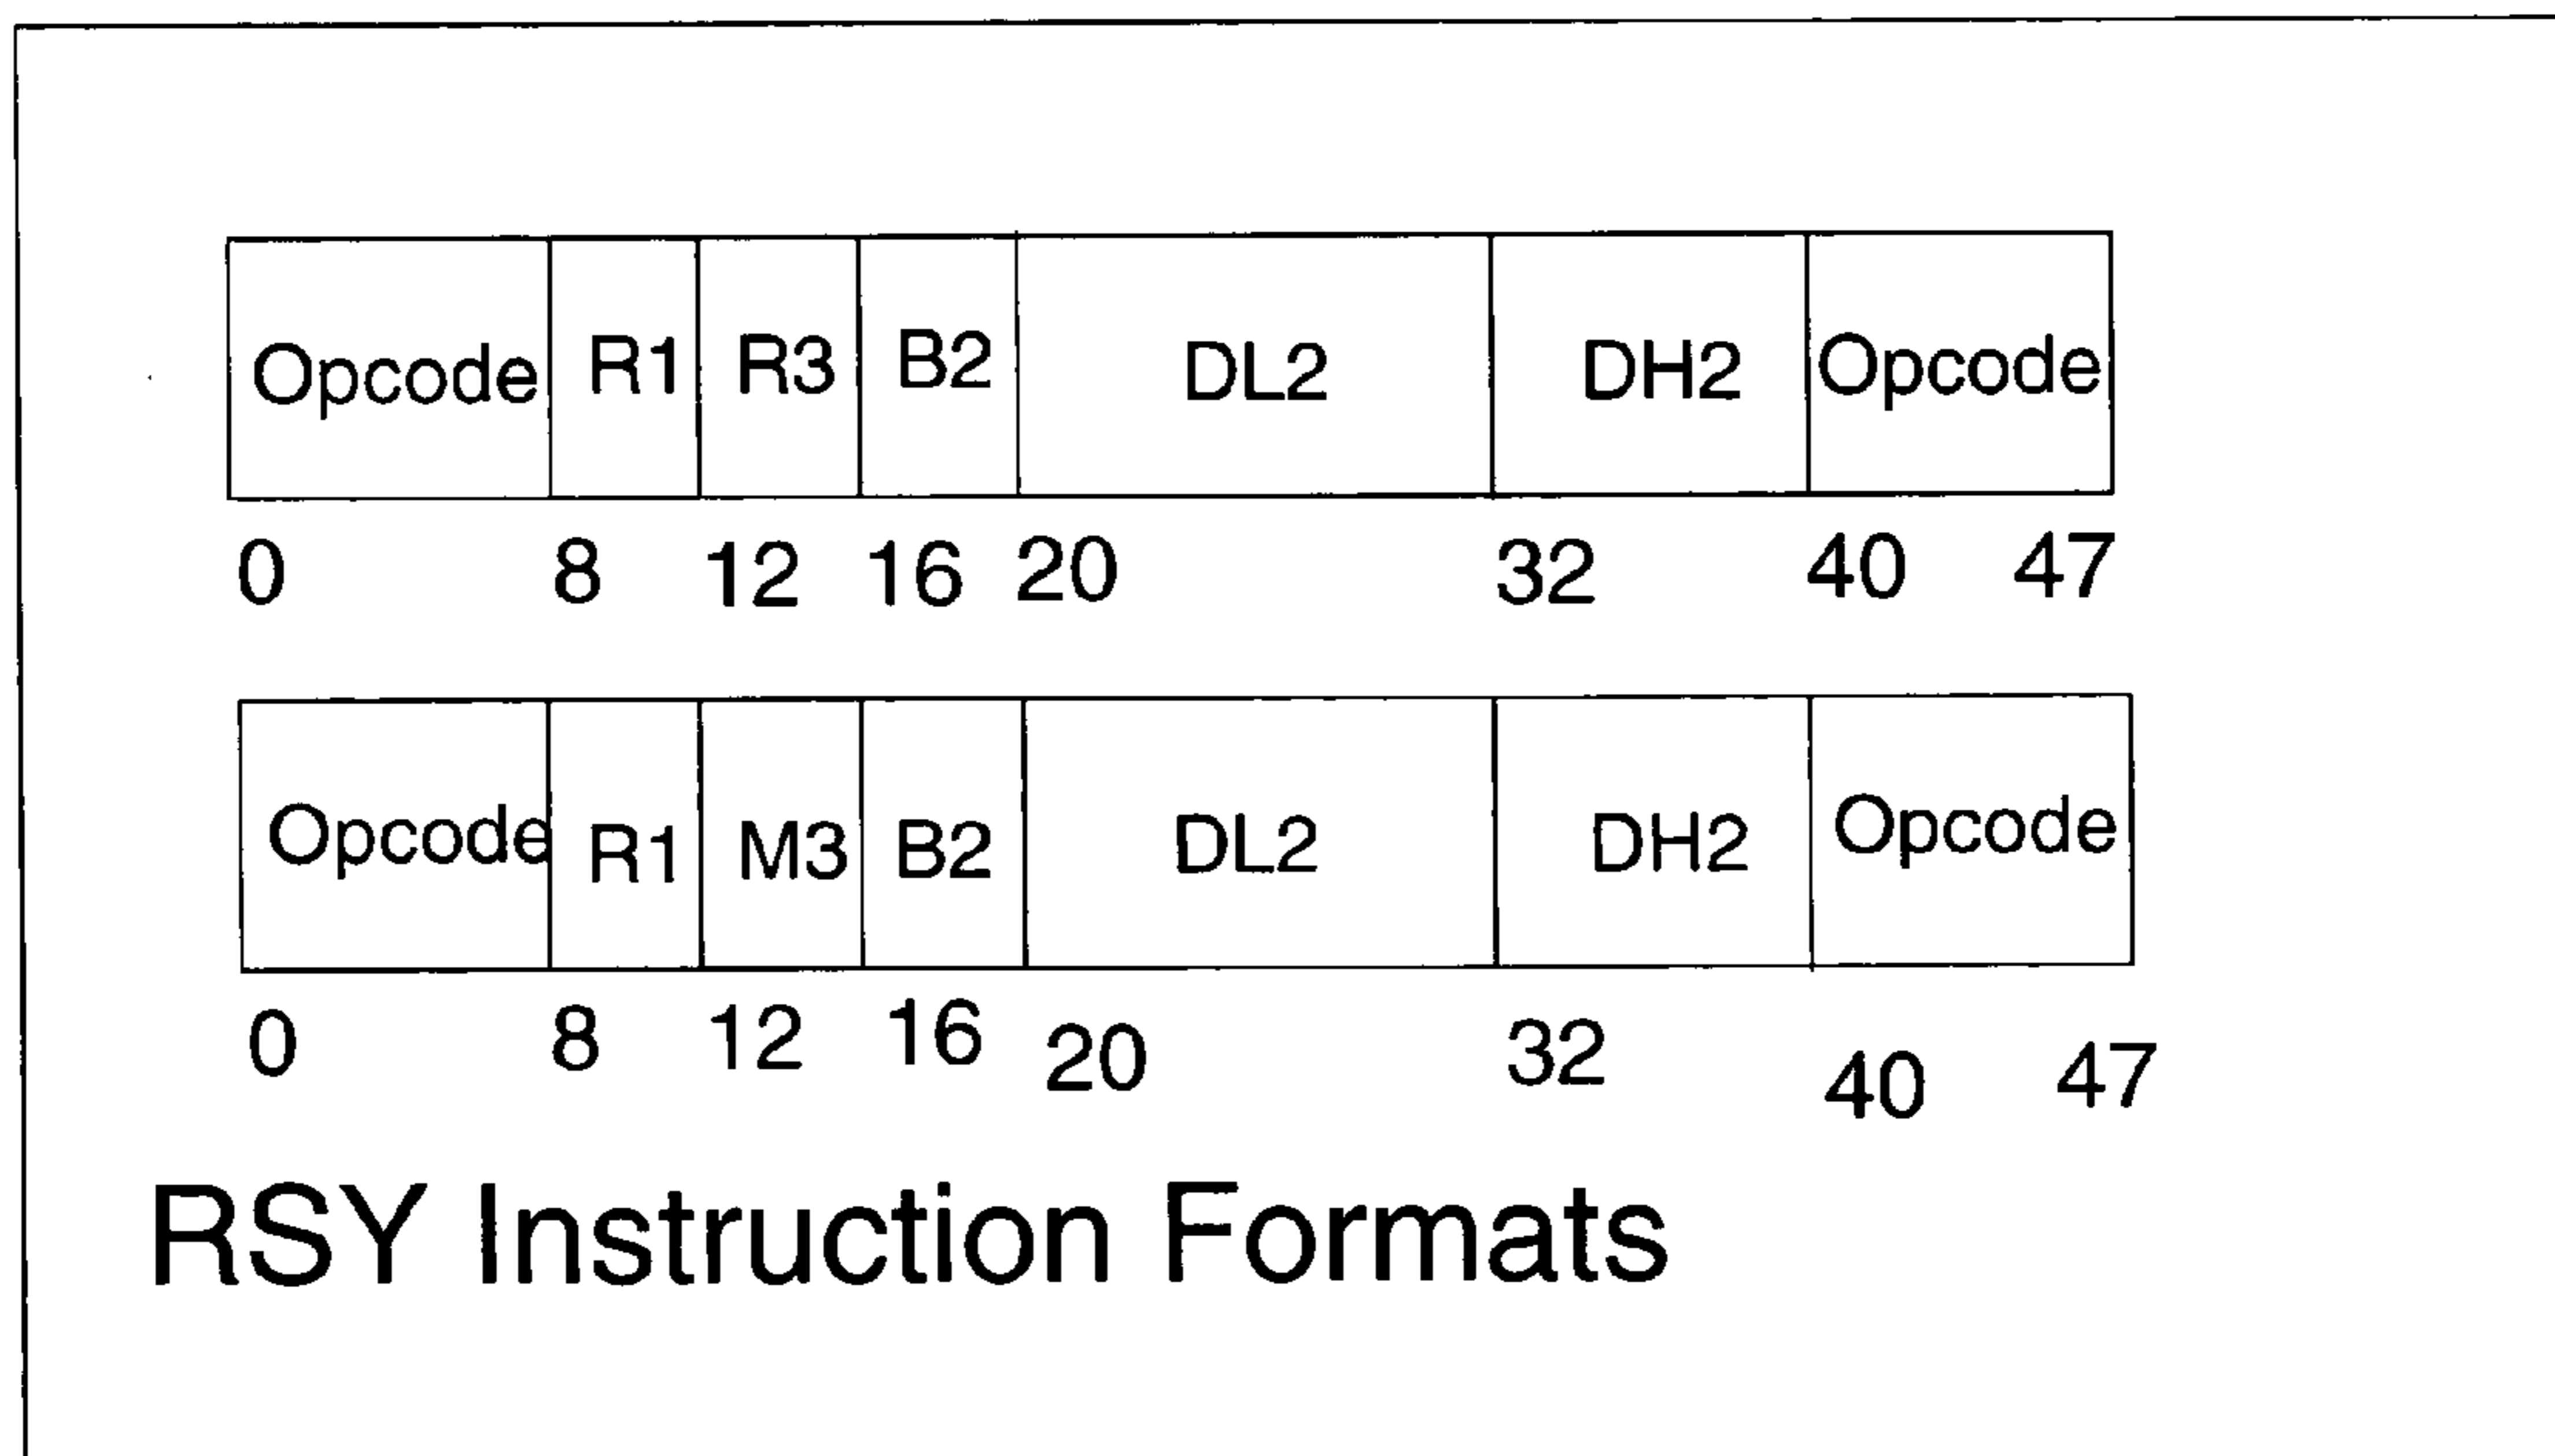 Opcode R1 R3 B2 DL2 DH2 Opcode
0 8 12 16 20 32 40 47
Opcode R1 M3 B2 DL2 DH2 Opcode
0 8 12 16 20 32 40 47
RSY Instruction Formats